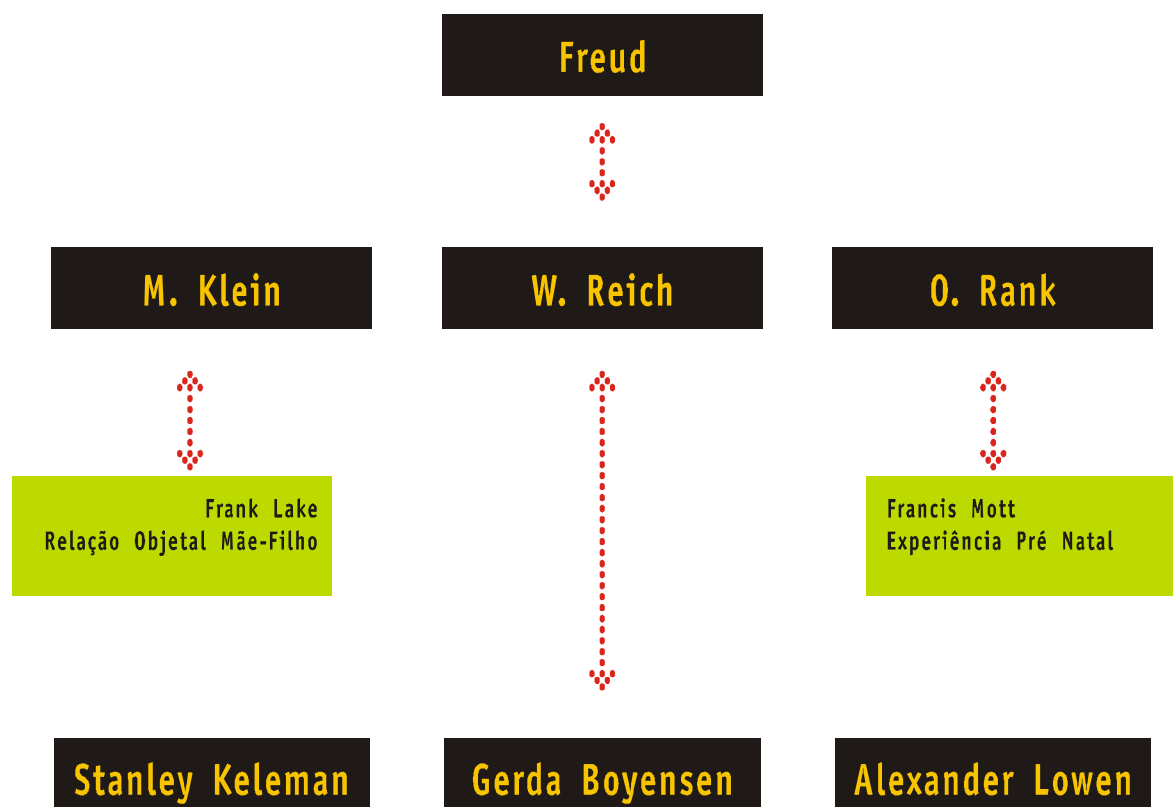 Freud
M. Klein
W. Reich
O. Rank
Frank Lake
Relação Objetal Mãe-Filho
Francis Mott
Experiência Pré Natal
Stanley Keleman
Gerda Boyensen
Alexander Lowen